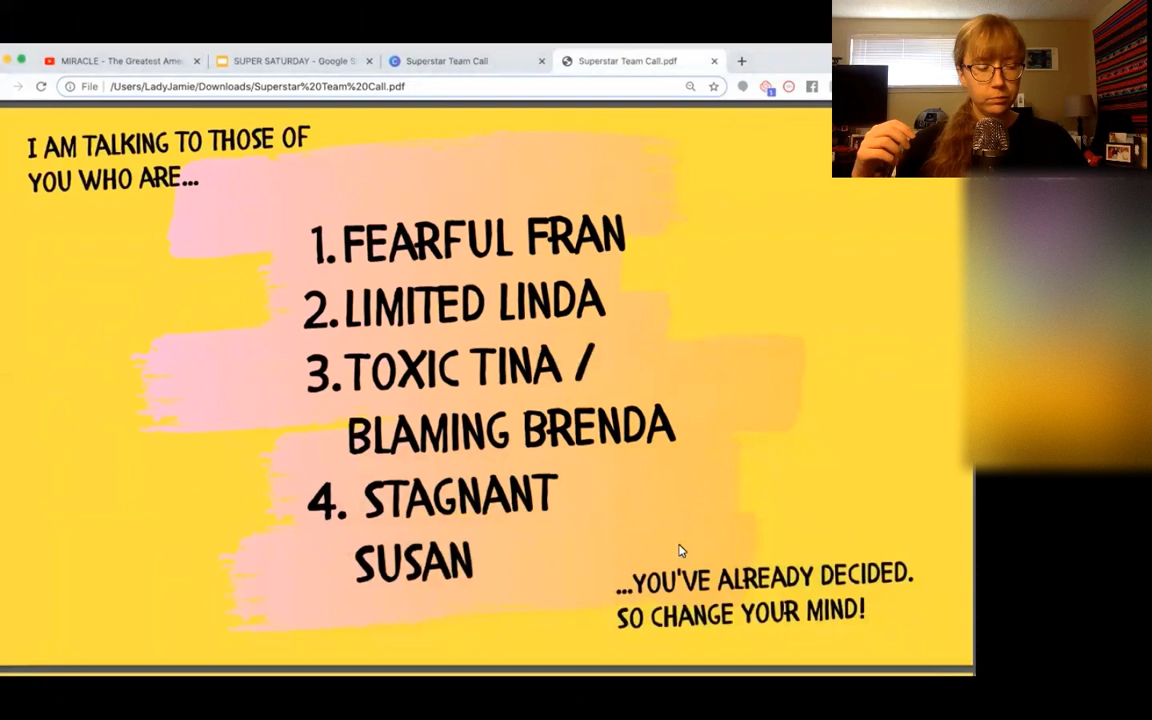 MIRACLE - The Greatest Ame
SUPER SATURDAY - Google S
Superstar Team Call
Superstar Team Call.pdf
File
/Users/LadyJamie/Downloads/Superstar%20Team%20Call.pdf
I AM TALKING TO THOSE OF
YOU WHO ARE...
1. FEARFUL FRAN
2. LIMITED LINDA
3. TOXIC TINA /
BLAMING BRENDA
4. STAGNANT
SUSAN
...YOU'VE ALREADY DECIDED.
SO CHANGE YOUR MIND!